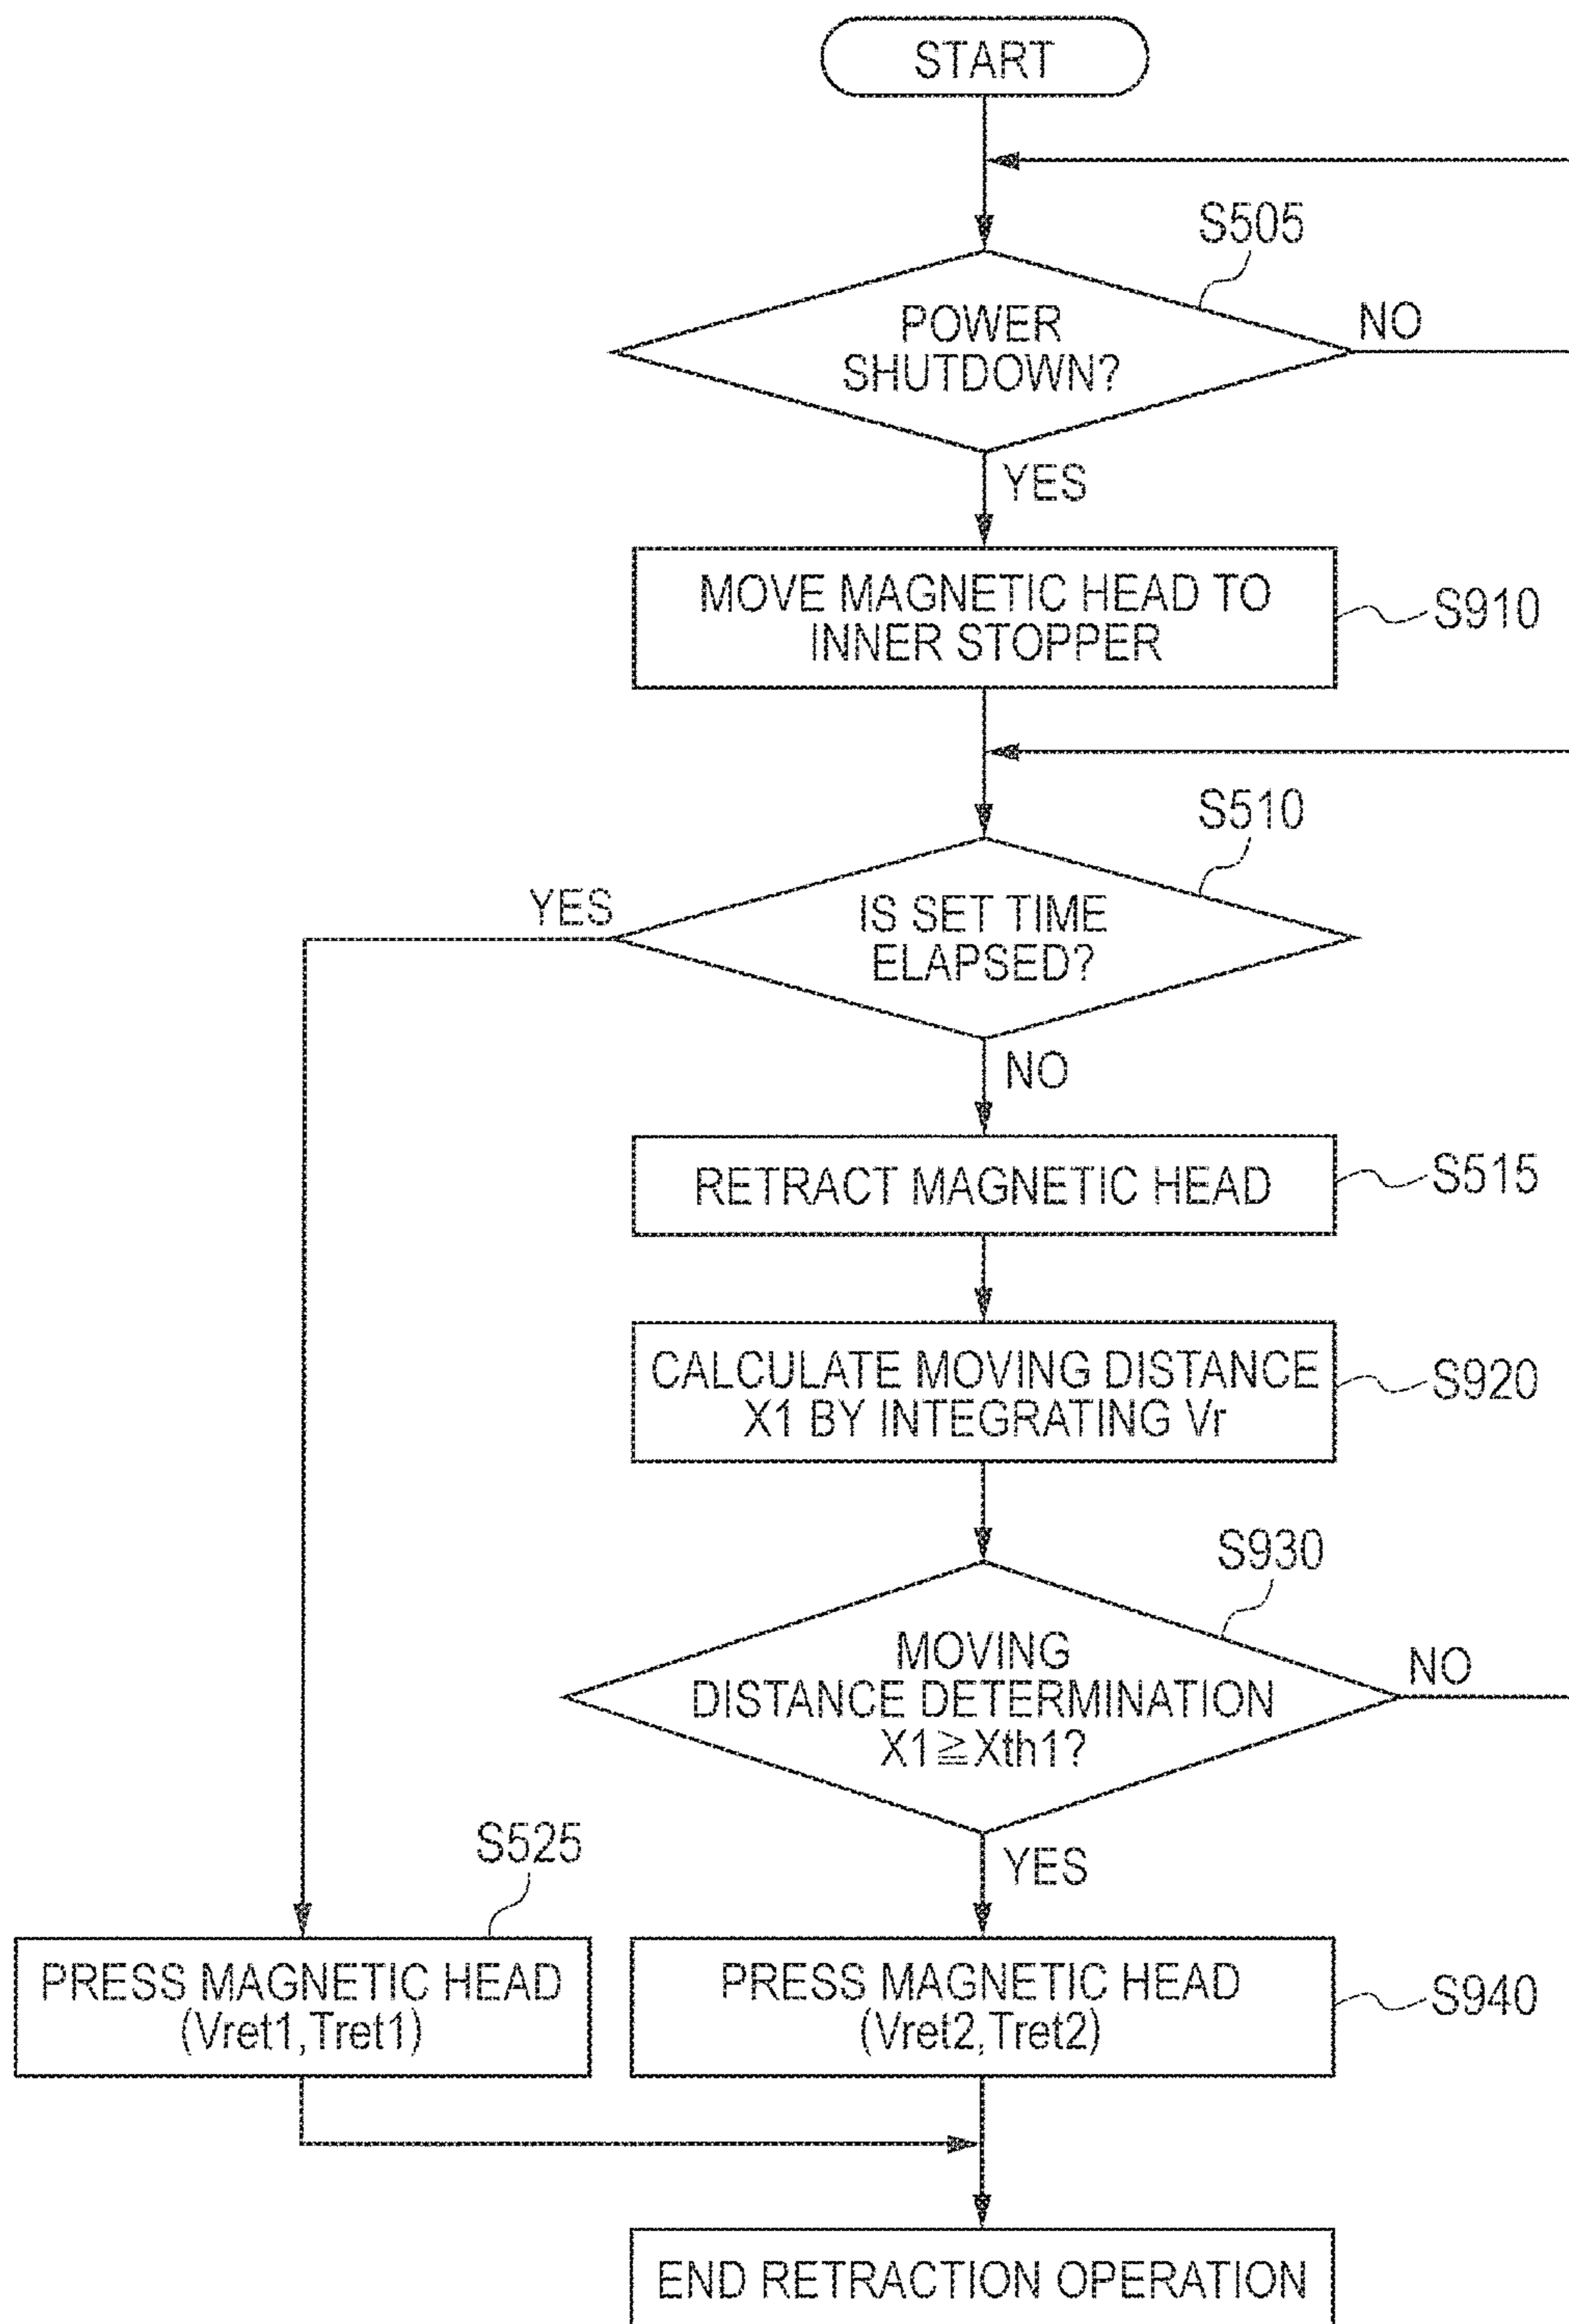 START
S505
POWER
SHUTDOWN?
NO
YES
MOVE MAGNETIC HEAD TO
INNER STOPPER
S910
S510
YES
IS SET TIME
ELAPSED?
NO
RETRACT MAGNETIC HEAD
S515
CALCULATE MOVING DISTANCE
X1 BY INTEGRATING Vr
S920
S930
MOVING
DISTANCE DETERMINATION
X1≧Xth1?
NO
YES
S525
PRESS MAGNETIC HEAD
(Vret1,Tret1)
PRESS MAGNETIC HEAD
(Vret2,Tret2)
S940
END RETRACTION OPERATION